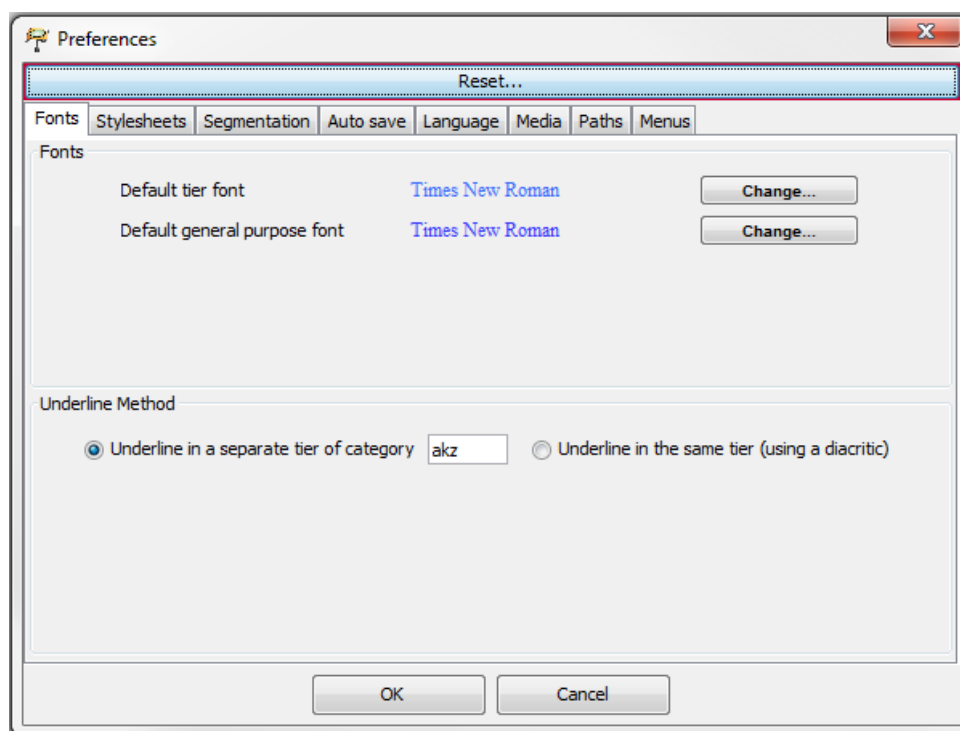 Preferences
Reset...
Fonts Stylesheets Segmentation Auto save Language Media Paths Menus
Fonts
Default tier font Times New Roman Change...
Default general purpose font Times New Roman Change...
Underline Method
Underline in a separate tier of category akz Underline in the same tier (using a diacritic)
OK Cancel